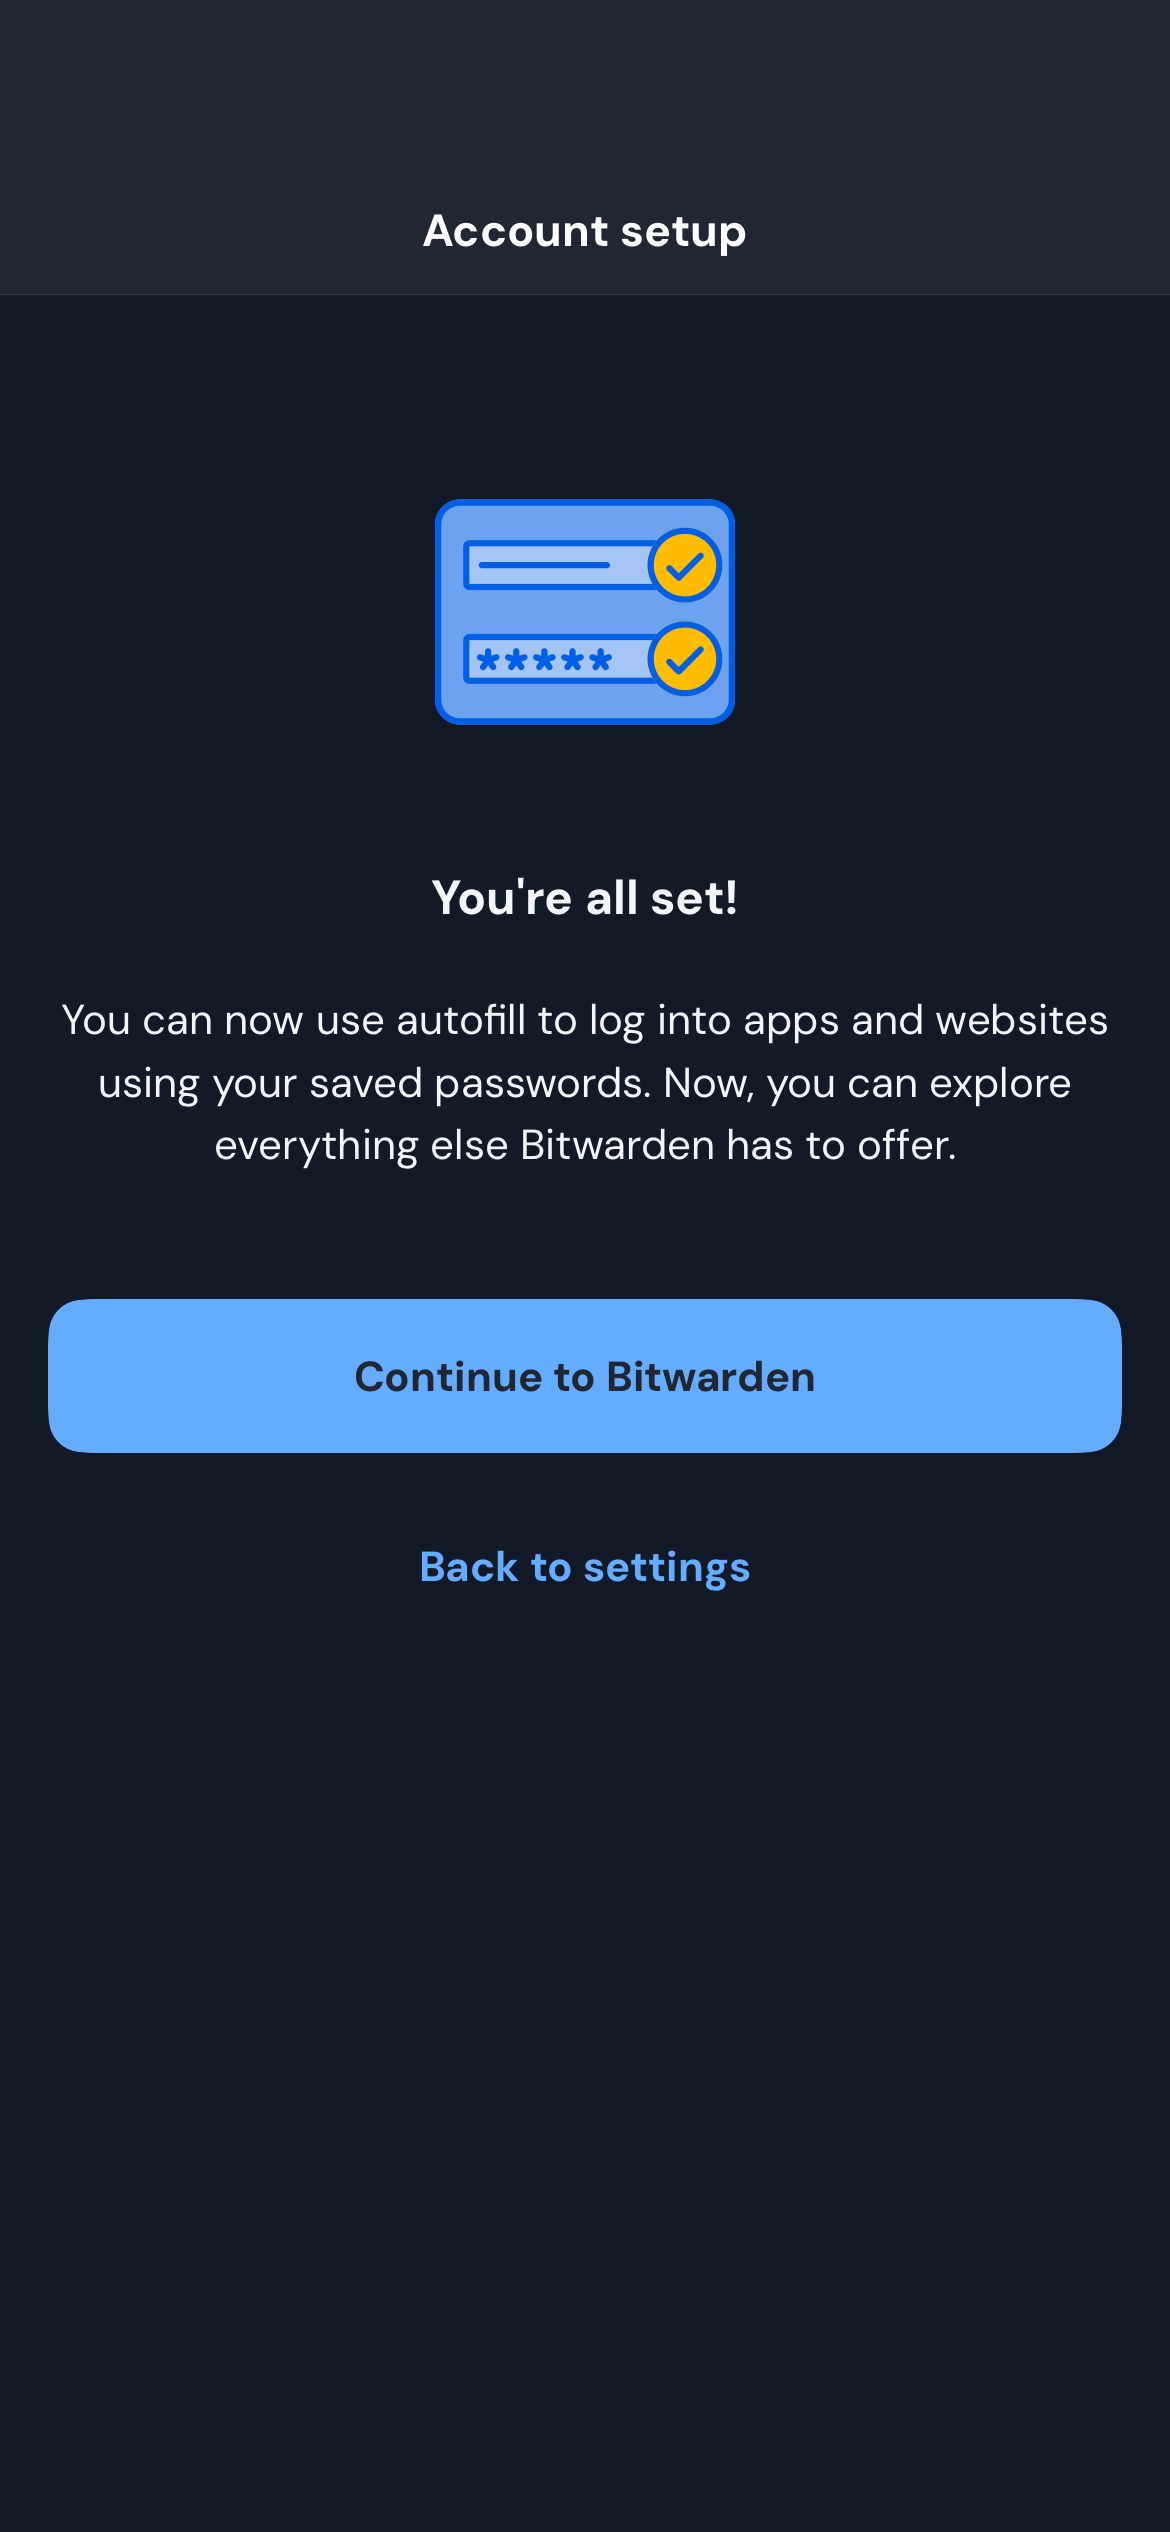 Account setup
*****
You're all set!
You can now use autofill to log into apps and websites
using your saved passwords. Now, you can explore
everything else Bitwarden has to offer.
Continue to Bitwarden
Back to settings